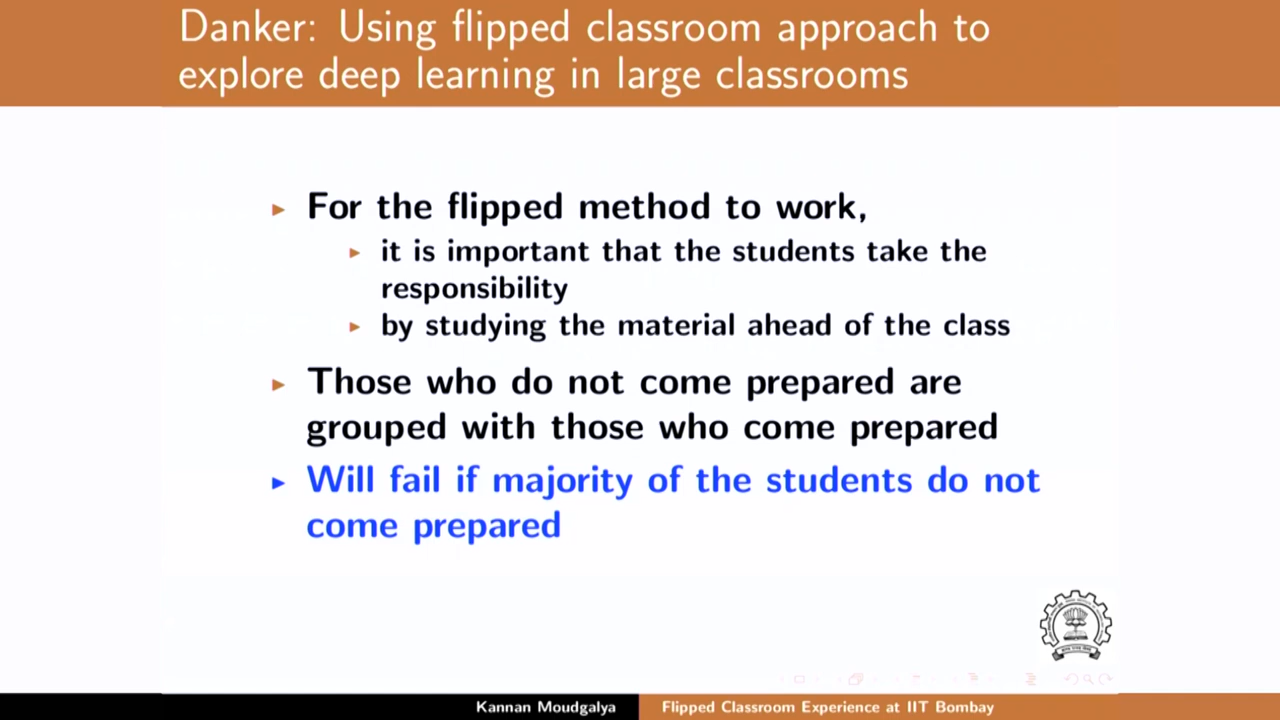 Danker: Using flipped classroom approach to
explore deep learning in large classrooms
For the flipped method to work,
it is important that the students take the
responsibility
by studying the material ahead of the class
Those who do not come prepared are
grouped with those who come prepared
Will fail if majority of the students do not
come prepared
Kannan Moudgalya
Flipped Classroom Experience at IIT Bombay